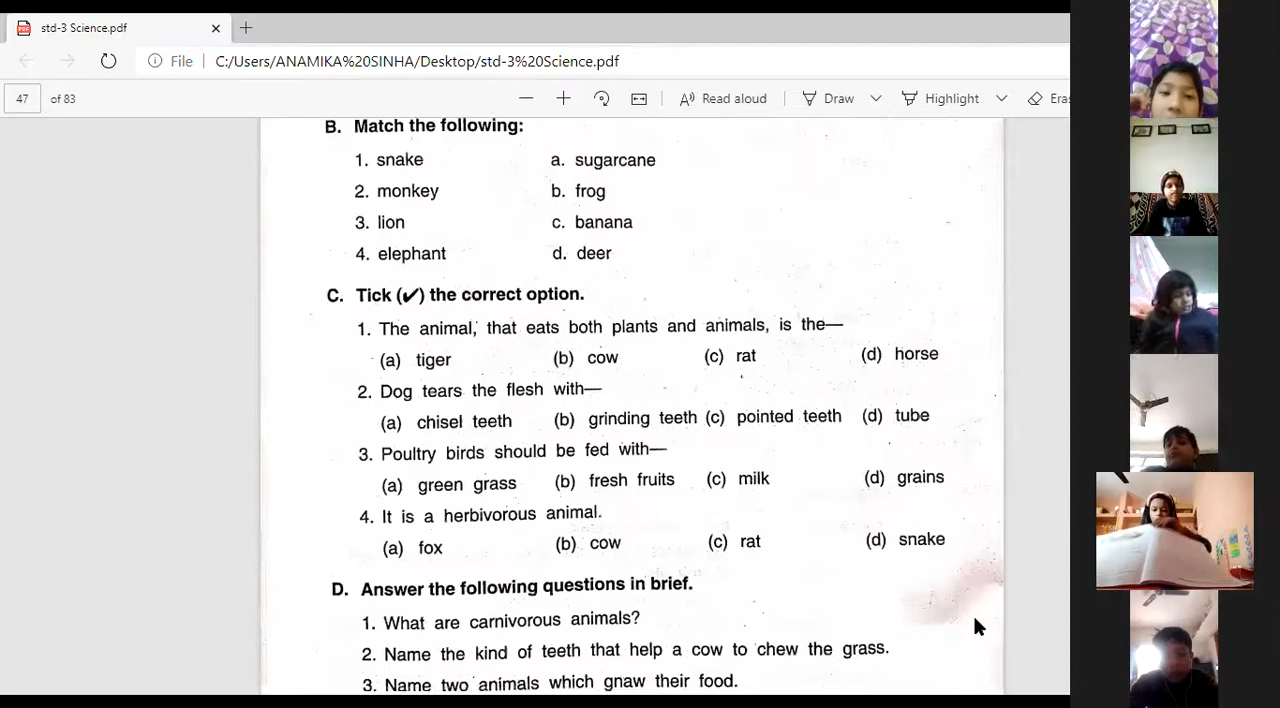 std-3 Science.pdf
File C:/Users/ANAMIKA%20SINHA/Desktop/std-3%20Science.pdf
47 of 83 Read aloud Draw Highlight Eras
B. Match the following:
1. snake a. sugarcane
2. monkey b. frog
3. lion c. banana
4. elephant d. deer
C. Tick (✔) the correct option.
1. The animal, that eats both plants and animals, is the—
(a) tiger (b) cow (c) rat (d) horse
2. Dog tears the flesh with—
(a) chisel teeth (b) grinding teeth (c) pointed teeth (d) tube
3. Poultry birds should be fed with—
(a) green grass (b) fresh fruits (c) milk (d) grains
4. It is a herbivorous animal.
(a) fox (b) cow (c) rat (d) snake
D. Answer the following questions in brief.
1. What are carnivorous animals?
2. Name the kind of teeth that help a cow to chew the grass.
3. Name two animals which gnaw their food.